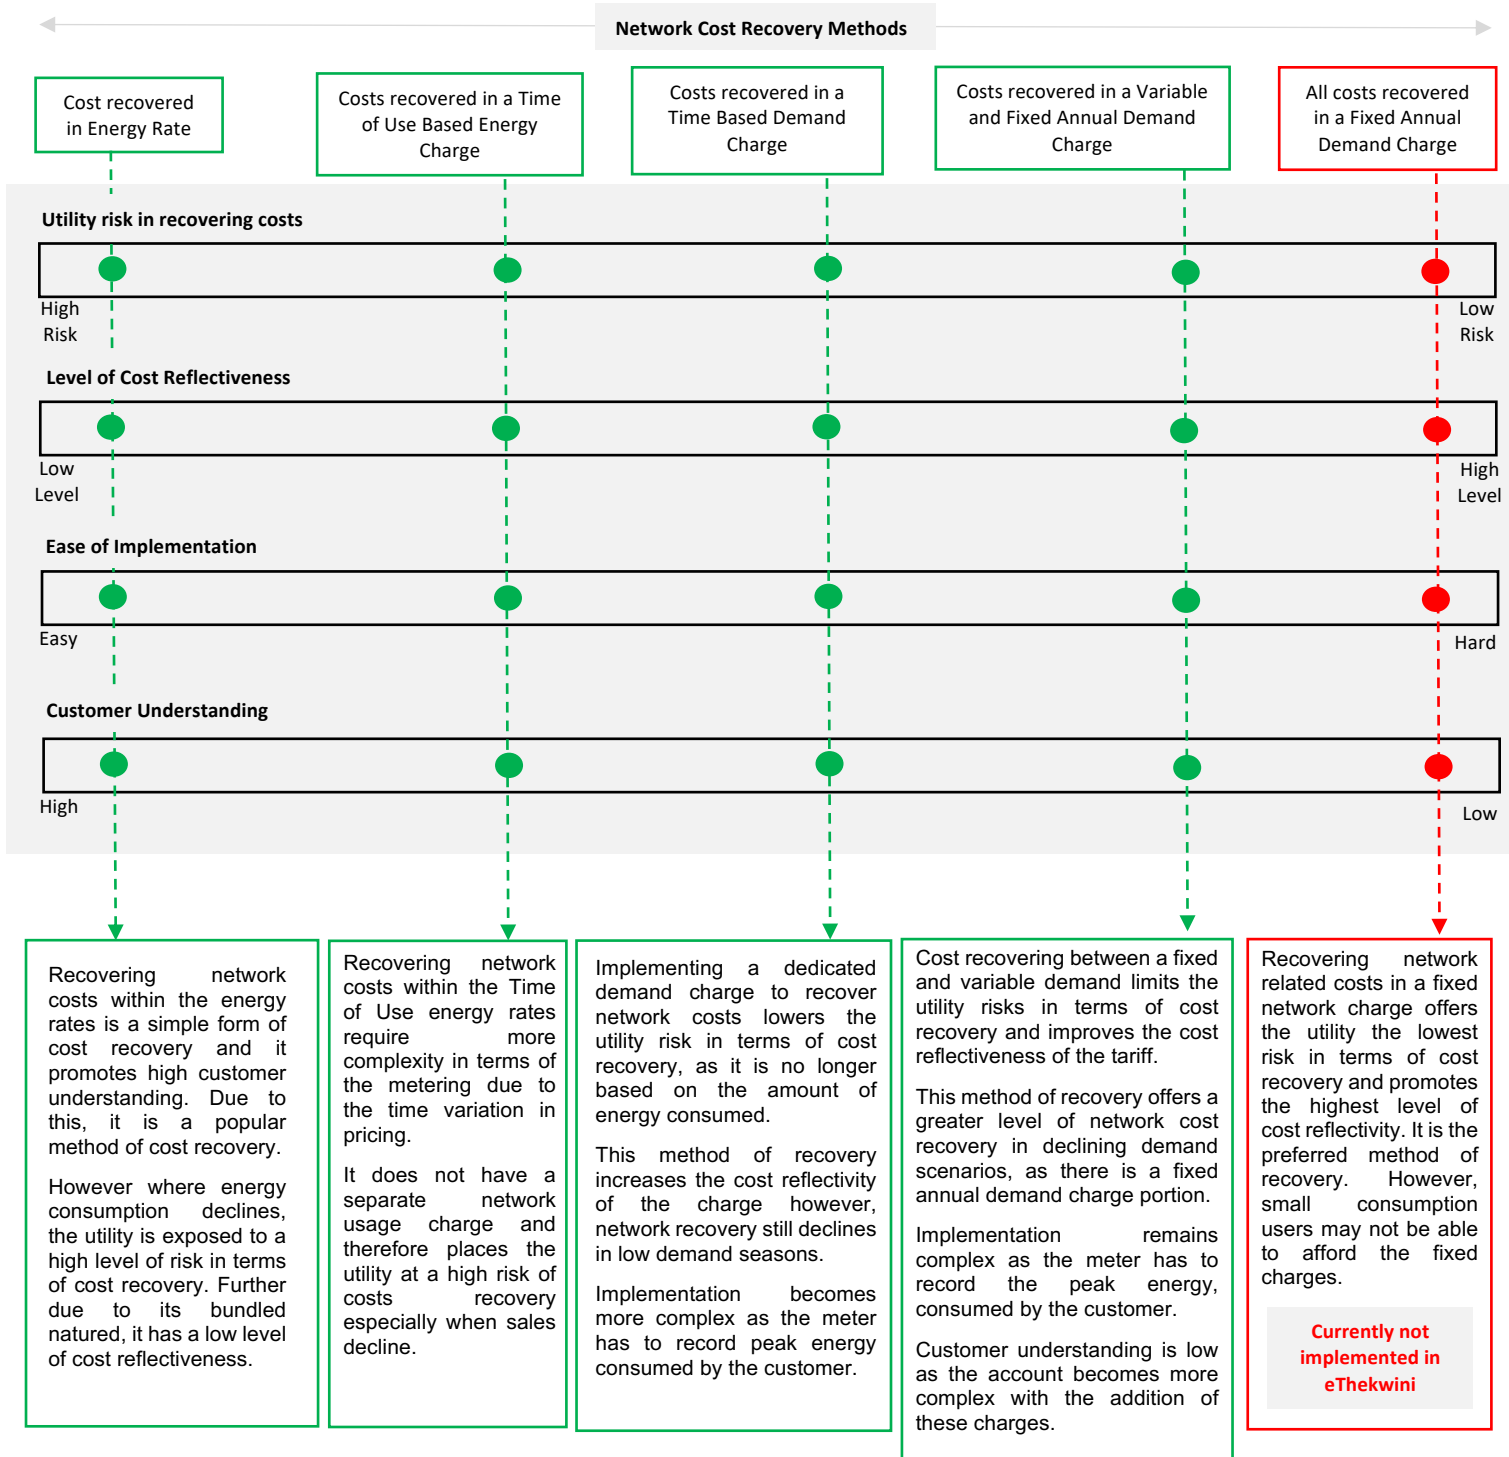 Network Cost Recovery Methods
Cost recovered
in Energy Rate
Costs recovered in a Time
of Use Based Energy
Charge
Costs recovered in a
Time Based Demand
Charge
Costs recovered in a Variable
and Fixed Annual Demand
Charge
All costs recovered
in a Fixed Annual
Demand Charge
Utility risk in recovering costs
High
Risk
Low
Risk
Level of Cost Reflectiveness
Low
Level
High
Level
Ease of Implementation
Easy
Hard
Customer Understanding
High
Low
Recovering network
costs within the energy
rates is a simple form of
cost recovery and it
promotes high customer
understanding. Due to
this, it is a popular
method of cost recovery.
However where energy
consumption declines,
the utility is exposed to a
high level of risk in terms
of cost recovery. Further
due to its bundled
natured, it has a low level
of cost reflectiveness.
Recovering network
costs within the Time
of Use energy rates
require more
complexity in terms of
the metering due to
the time variation in
pricing.
It does not have a
separate network
usage charge and
therefore places the
utility at a high risk of
costs recovery
especially when sales
decline.
Implementing a dedicated
demand charge to recover
network costs lowers the
utility risk in terms of cost
recovery, as it is no longer
based on the amount of
energy consumed.
This method of recovery
increases the cost reflectivity
of the charge however,
network recovery still declines
in low demand seasons.
Implementation becomes
more complex as the meter
has to record peak energy
consumed by the customer.
Cost recovering between a fixed
and variable demand limits the
utility risks in terms of cost
recovery and improves the cost
reflectiveness of the tariff.
This method of recovery offers a
greater level of network cost
recovery in declining demand
scenarios, as there is a fixed
annual demand charge portion.
Implementation remains
complex as the meter has to
record the peak energy,
consumed by the customer.
Customer understanding is low
as the account becomes more
complex with the addition of
these charges.
Recovering network
related costs in a fixed
network charge offers
the utility the lowest
risk in terms of cost
recovery and promotes
the highest level of
cost reflectivity. It is the
preferred method of
recovery. However,
small consumption
users may not be able
to afford the fixed
charges.
Currently not
implemented in
eThekwini